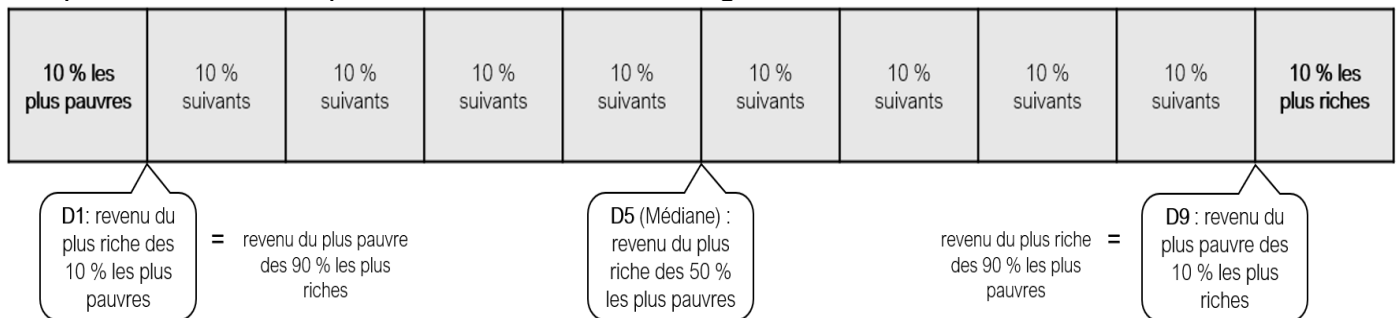 10 % les
plus pauvres
10 %
suivants
10 %
suivants
10 %
suivants
10 %
suivants
10 %
suivants
10 %
suivants
10 %
suivants
10 %
suivants
10 % les
plus riches
D1: revenu du
plus riche des
10 % les plus
pauvres
=
revenu du plus pauvre
des 90 % les plus
riches
D5 (Médiane) :
revenu du plus
riche des 50 %
les plus pauvres
revenu du plus riche
des 90 % les plus
pauvres
=
D9 : revenu du
plus pauvre des
10 % les plus
riches